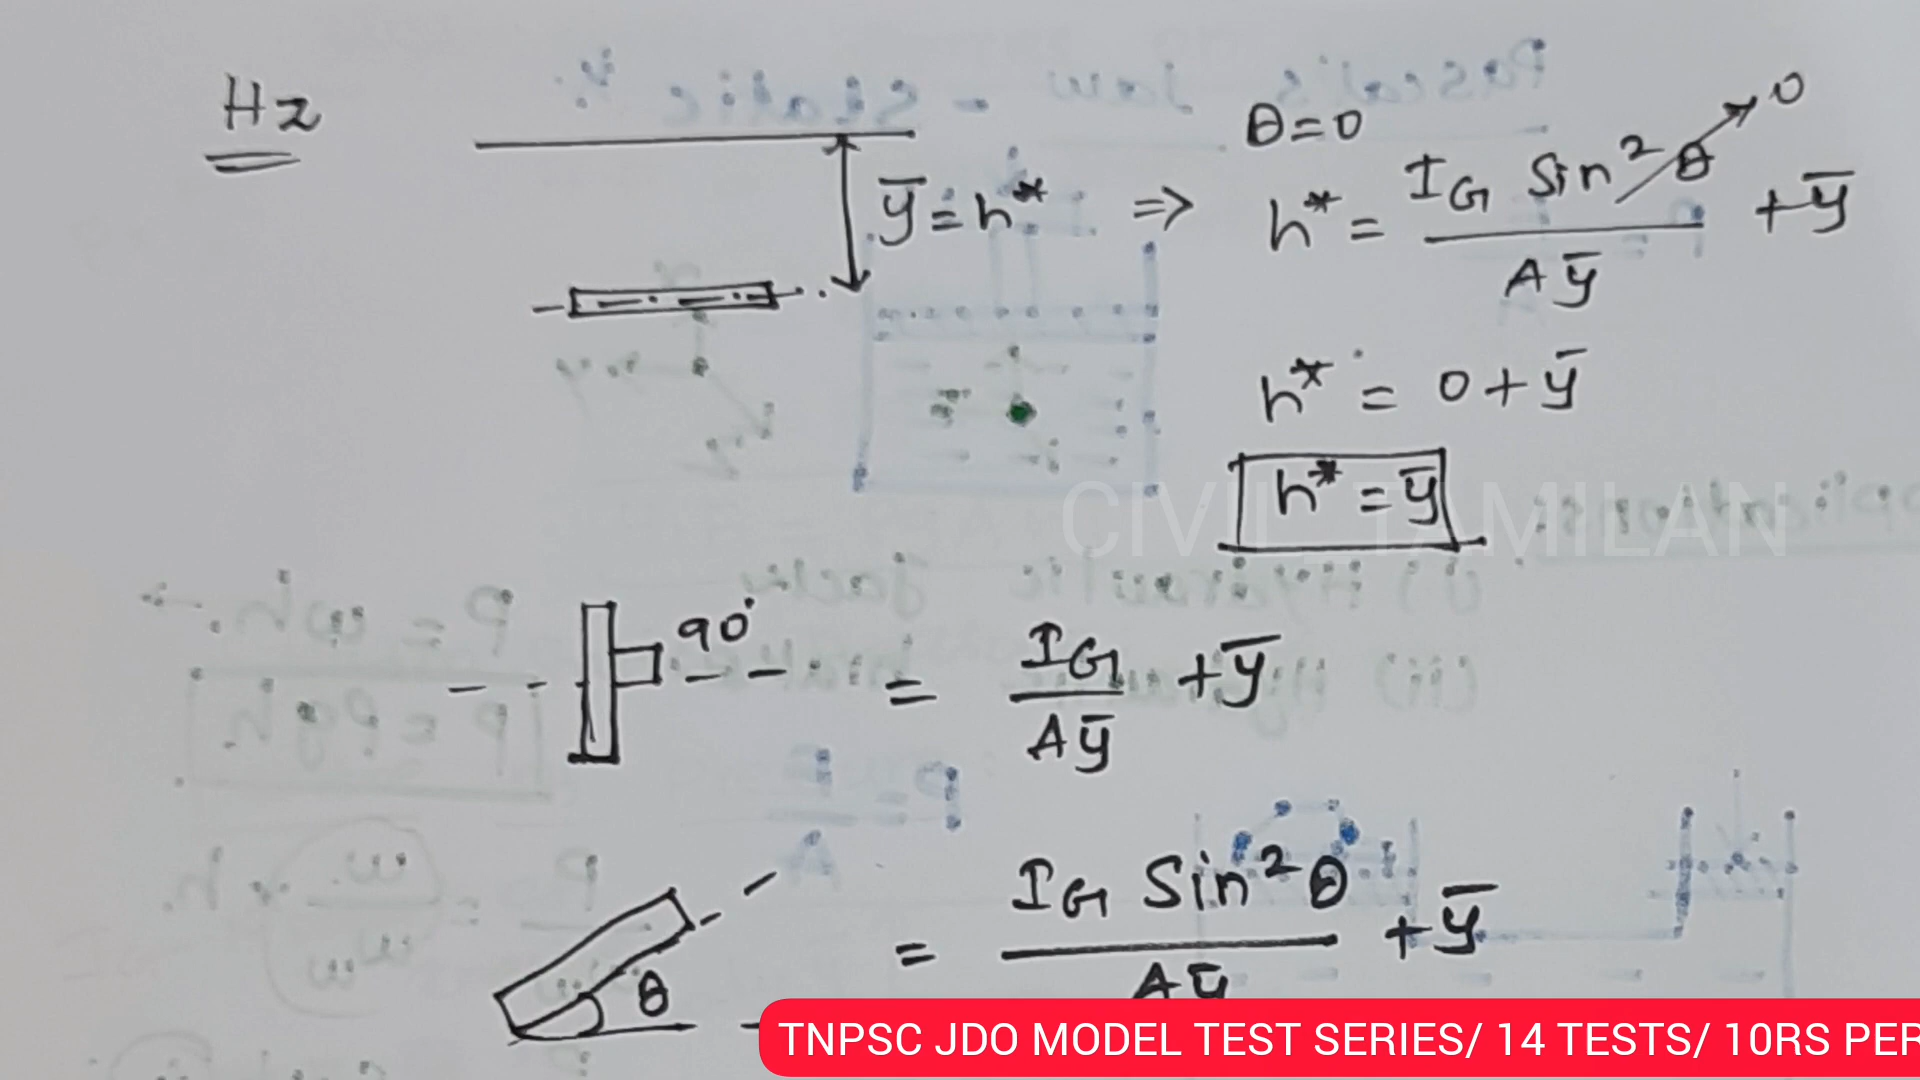 Hz
ȳ = h* ⇒ θ = 0
h* = I_G Sin²θ / Aȳ + ȳ → 0
h* = 0 + ȳ
h* = ȳ
CIVIL TAMILAN
90° = I_G / Aȳ + ȳ
θ = I_G Sin²θ / Aȳ + ȳ
TNPSC JDO MODEL TEST SERIES/ 14 TESTS/ 10RS PER